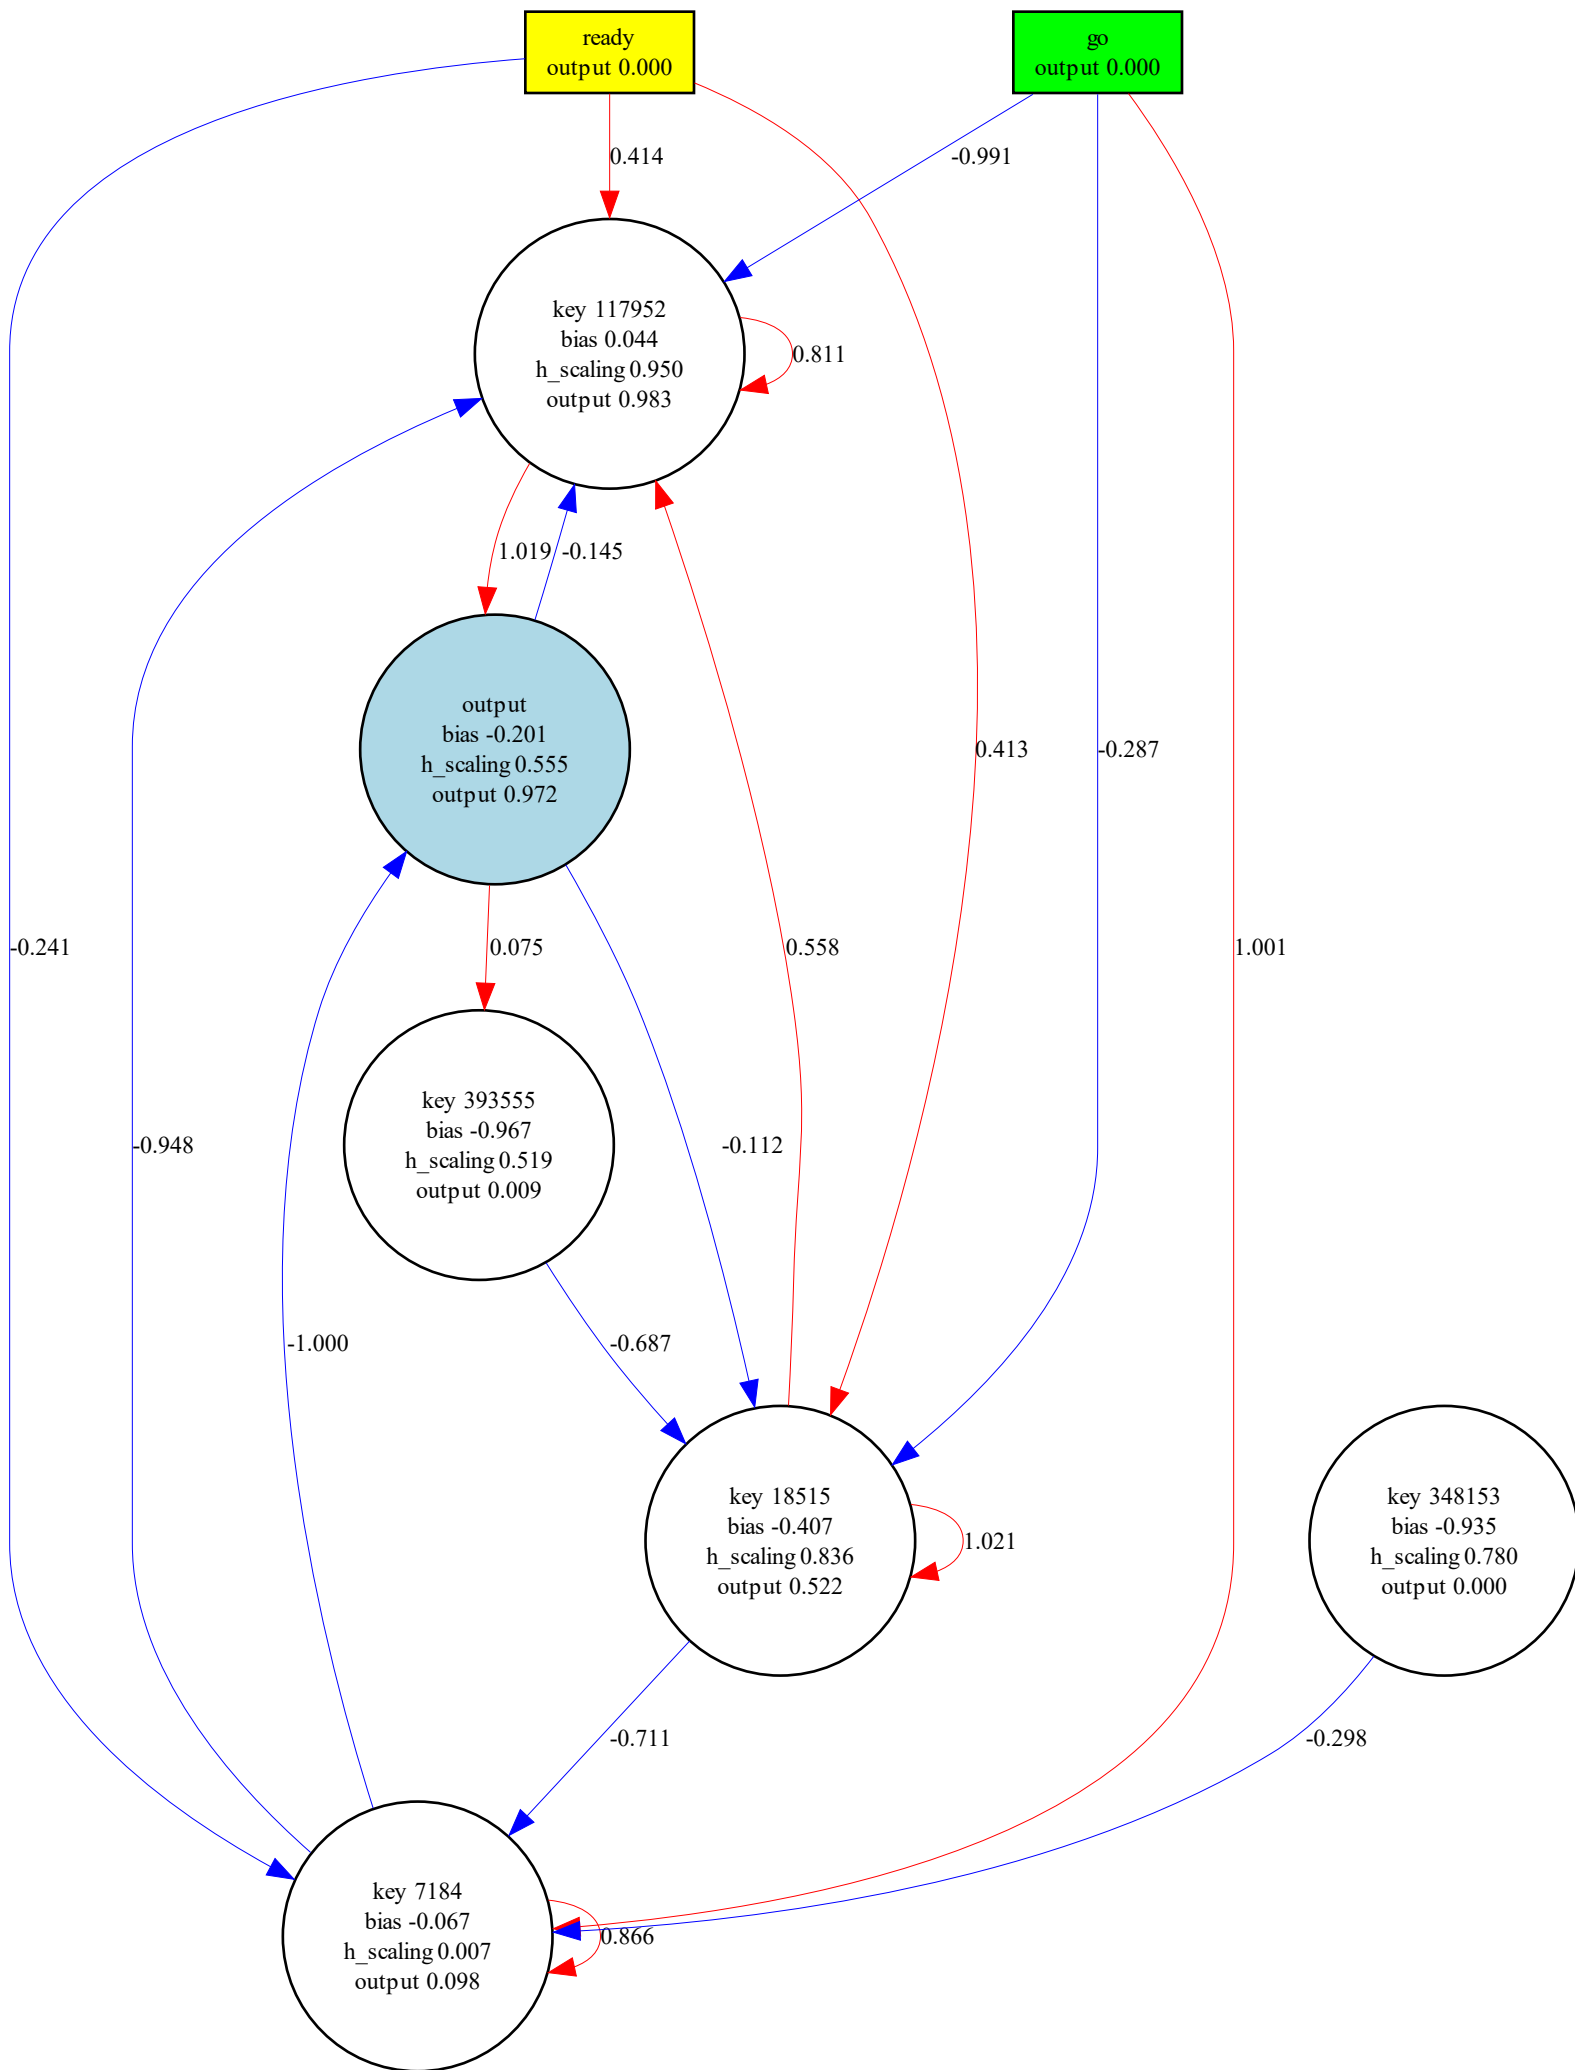 ready
output 0.000
go
output 0.000
0.414
-0.991
key 117952
bias 0.044
h_scaling 0.950
output 0.983
0.811
1.019
-0.145
output
bias -0.201
h_scaling 0.555
output 0.972
0.413
-0.287
-0.241
0.075
0.558
1.001
key 393555
bias -0.967
h_scaling 0.519
output 0.009
-0.948
-0.112
-1.000
-0.687
key 18515
bias -0.407
h_scaling 0.836
output 0.522
1.021
key 348153
bias -0.935
h_scaling 0.780
output 0.000
-0.711
-0.298
key 7184
bias -0.067
h_scaling 0.007
output 0.098
0.866